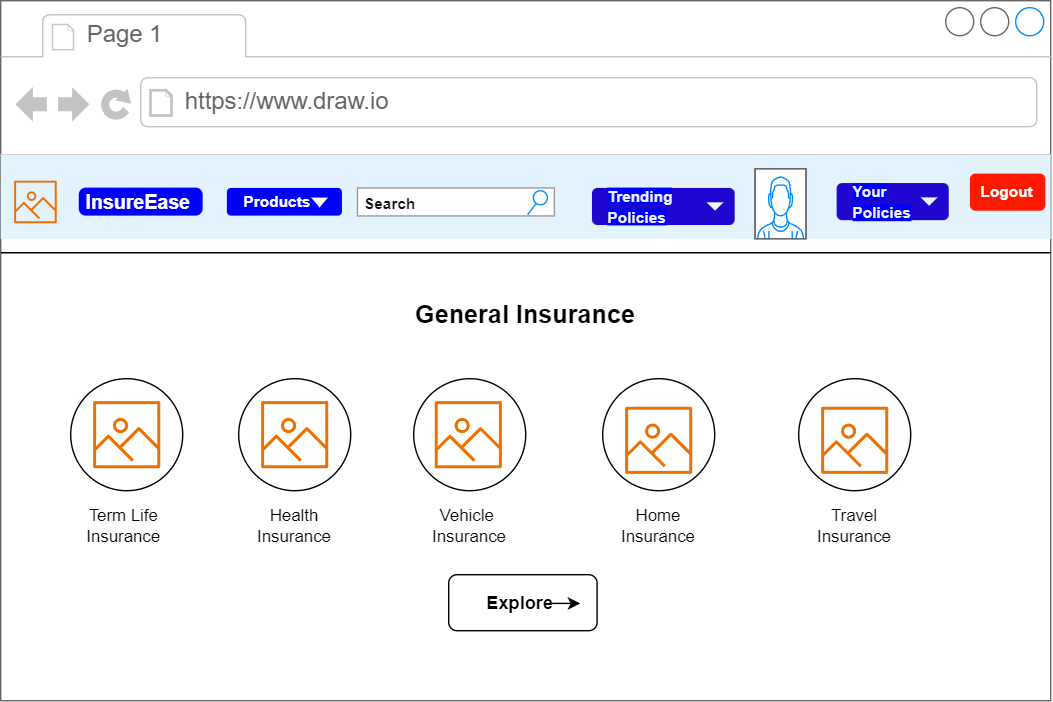 Page 1
https://www.draw.io
InsureEase
Products
Search
Trending
Policies
Your
Policies
Logout
General Insurance
Term Life
Insurance
Health
Insurance
Vehicle
Insurance
Home
Insurance
Travel
Insurance
Explore